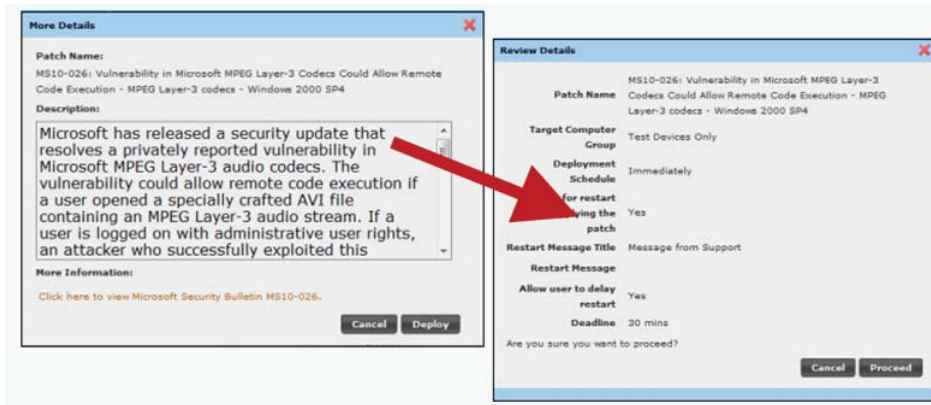 More Details
Patch Name:
MS10-026: Vulnerability in Microsoft MPEG Layer-3 Codecs Could Allow Remote
Code Execution - MPEG Layer-3 codecs - Windows 2000 SP4
Description:
Microsoft has released a security update that
resolves a privately reported vulnerability in
Microsoft MPEG Layer-3 audio codecs. The
vulnerability could allow remote code execution if
a user opened a specially crafted AVI file
containing an MPEG Layer-3 audio stream. If a
user is logged on with administrative user rights,
an attacker who successfully exploited this
More Information:
Click here to view Microsoft Security Bulletin MS10-026.
Cancel Deploy
Review Details
MS10-026: Vulnerability in Microsoft MPEG Layer-3
Patch Name Codecs Could Allow Remote Code Execution - MPEG
Layer-3 codecs - Windows 2000 SP4
Target Computer
Group
Test Devices Only
Deployment
Schedule
Immediately
for restart
the
patch
Yes
Restart Message Title Message from Support
Restart Message
Allow user to delay
restart
Yes
Deadline 30 mins
Are you sure you want to proceed?
Cancel Proceed